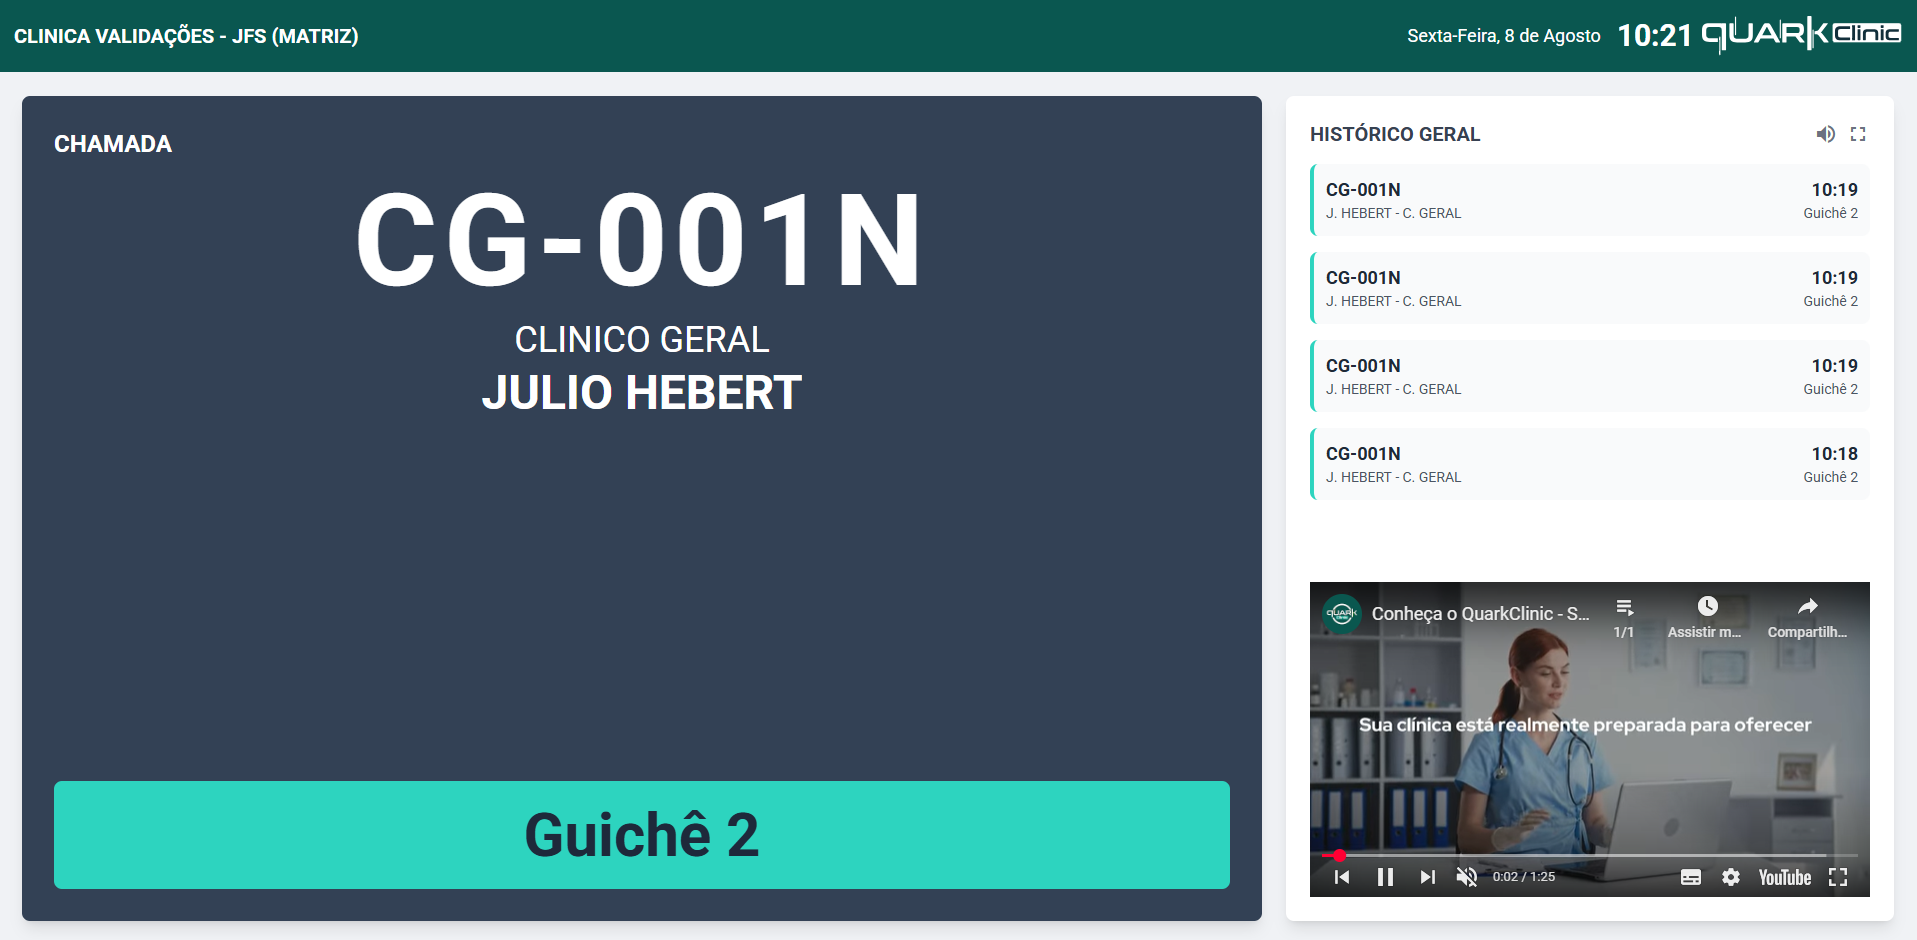 CLINICA VALIDAÇÕES - JFS (MATRIZ)
Sexta-Feira, 8 de Agosto 10:21 QUARK Clinic
CHAMADA
CG-001N
CLINICO GERAL
JULIO HEBERT
Guichê 2
HISTÓRICO GERAL
CG-001N 10:19
J. HEBERT - C. GERAL Guichê 2
CG-001N 10:19
J. HEBERT - C. GERAL Guichê 2
CG-001N 10:19
J. HEBERT - C. GERAL Guichê 2
CG-001N 10:18
J. HEBERT - C. GERAL Guichê 2
QUARK
Conheça o QuarkClinic - S...
1/1 Assistir m... Compartilh...
Sua clínica está realmente preparada para oferecer
0:02 / 1:25 YouTube